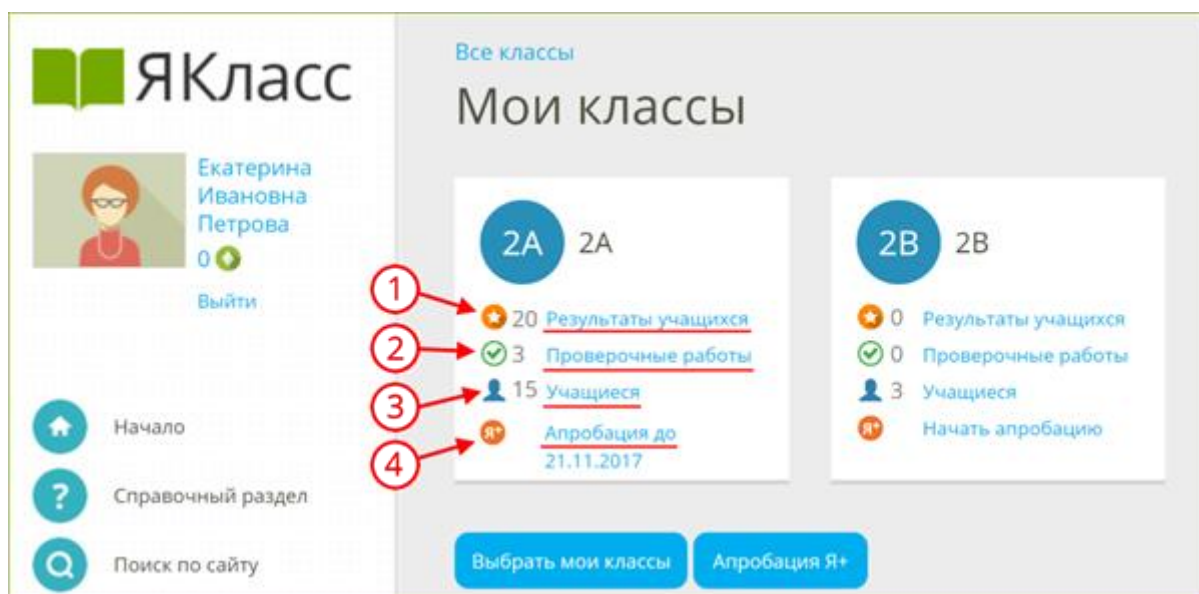 ЯКласс
Екатерина
Ивановна
Петрова
0
Выйти
Начало
?
Справочный раздел
Поиск по сайту
Все классы
Мои классы
2А 2А
1
20 Результаты учащихся
2
3 Проверочные работы
3
15 Учащиеся
4
Я+ Апробация до
21.11.2017
2В 2В
0 Результаты учащихся
0 Проверочные работы
3 Учащиеся
Я+ Начать апробацию
Выбрать мои классы
Апробация Я+